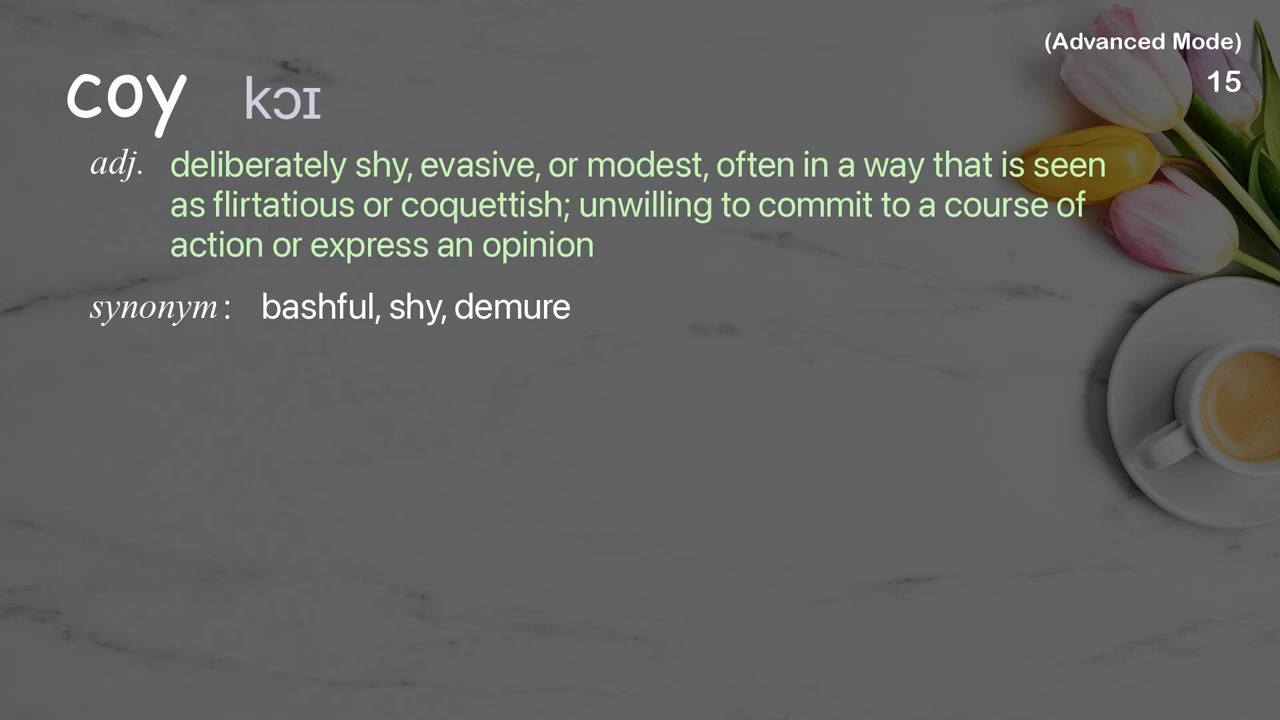 (Advanced Mode)
15
coy kɔɪ
adj. deliberately shy, evasive, or modest, often in a way that is seen
as flirtatious or coquettish; unwilling to commit to a course of
action or express an opinion
synonym : bashful, shy, demure